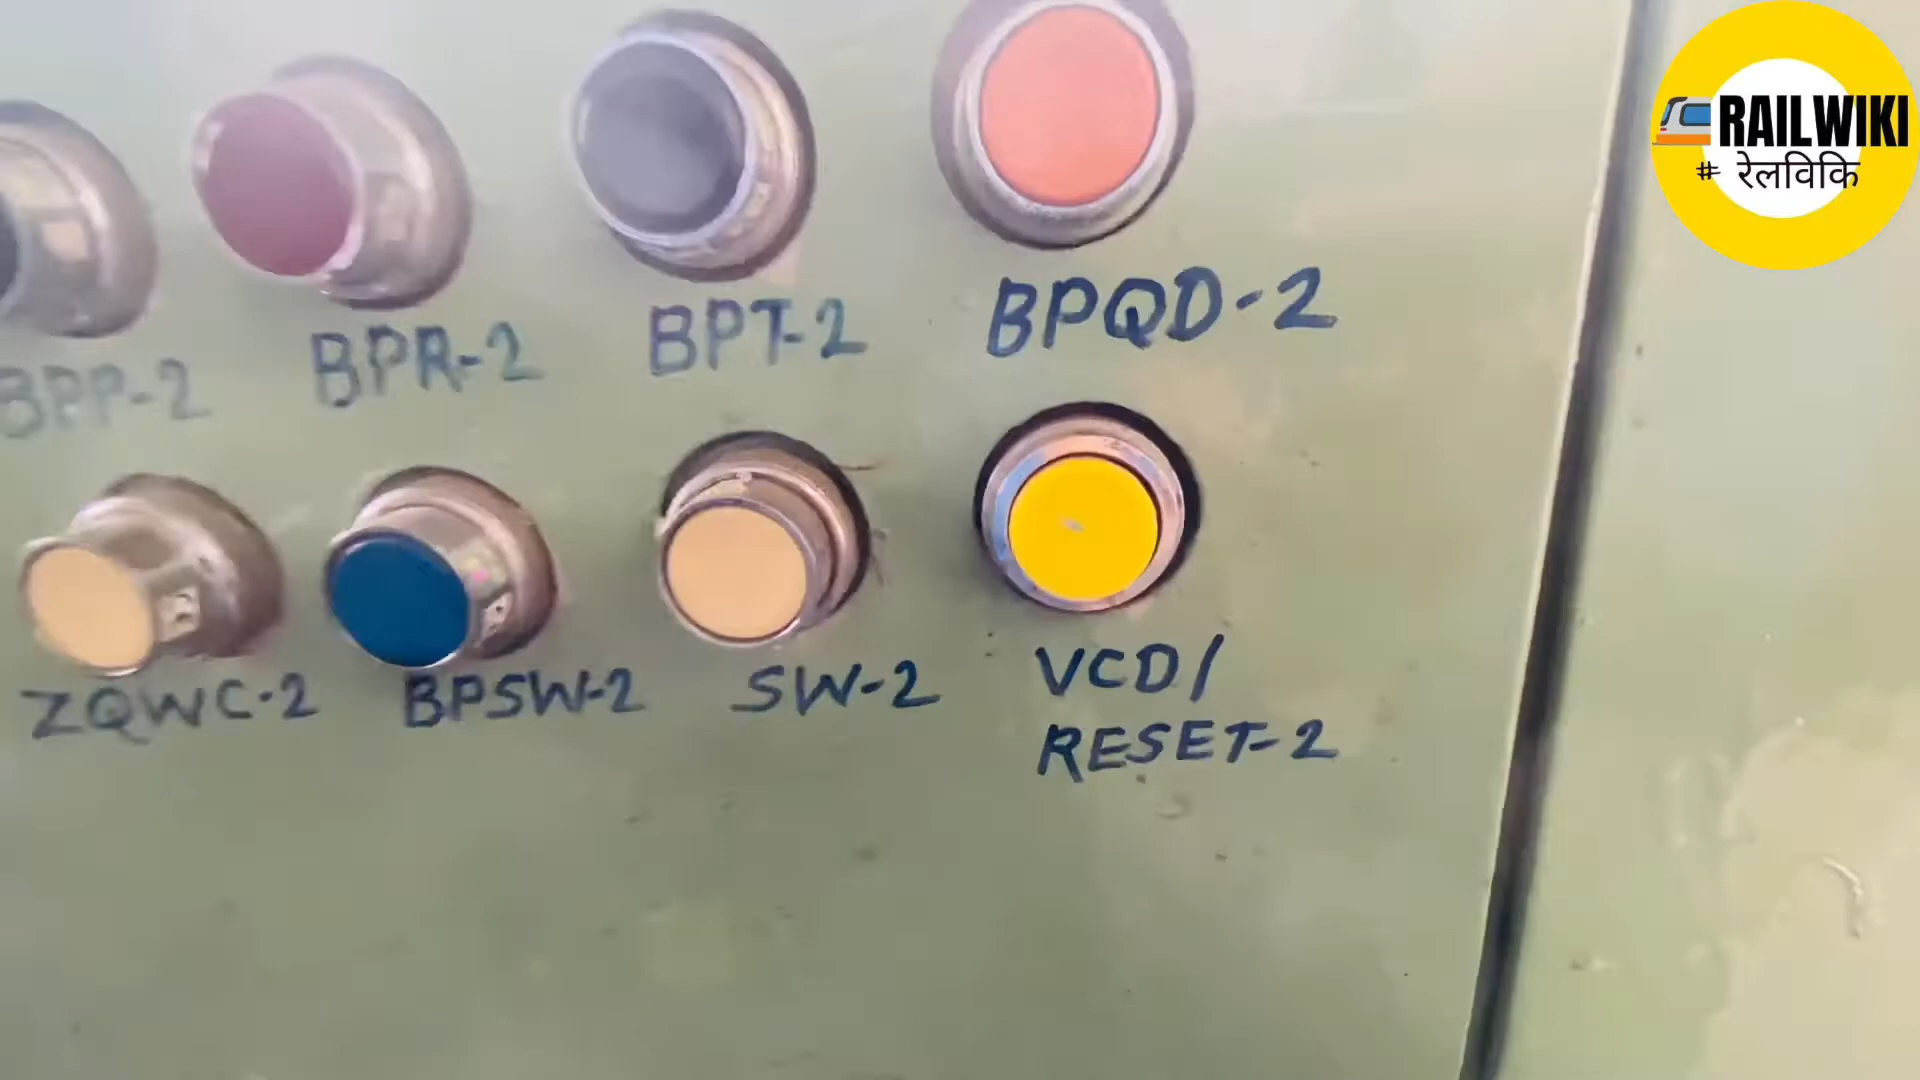 RAILWIKI
# रेलविकि
BPP-2 BPR-2 BPT-2 BPQD-2
ZQWC-2 BPSW-2 SW-2 VCD/
RESET-2